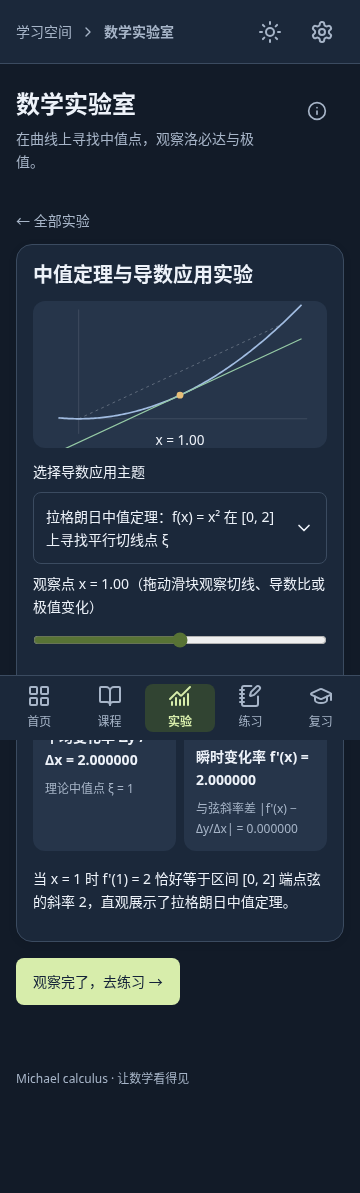 学习空间 > 数学实验室
数学实验室
在曲线上寻找中值点，观察洛必达与极
值。
← 全部实验
中值定理与导数应用实验
x = 1.00
选择导数应用主题
拉格朗日中值定理：f(x) = x² 在 [0, 2]
上寻找平行切线点 ξ
观察点 x = 1.00（拖动滑块观察切线、导数比或
极值变化）
首页 课程 实验 练习 复习
Δx = 2.000000
理论中值点 ξ = 1
瞬时变化率 f'(x) =
2.000000
与弦斜率差 |f'(x) −
Δy/Δx| = 0.000000
当 x = 1 时 f'(1) = 2 恰好等于区间 [0, 2] 端点弦
的斜率 2，直观展示了拉格朗日中值定理。
观察完了，去练习 →
Michael calculus · 让数学看得见